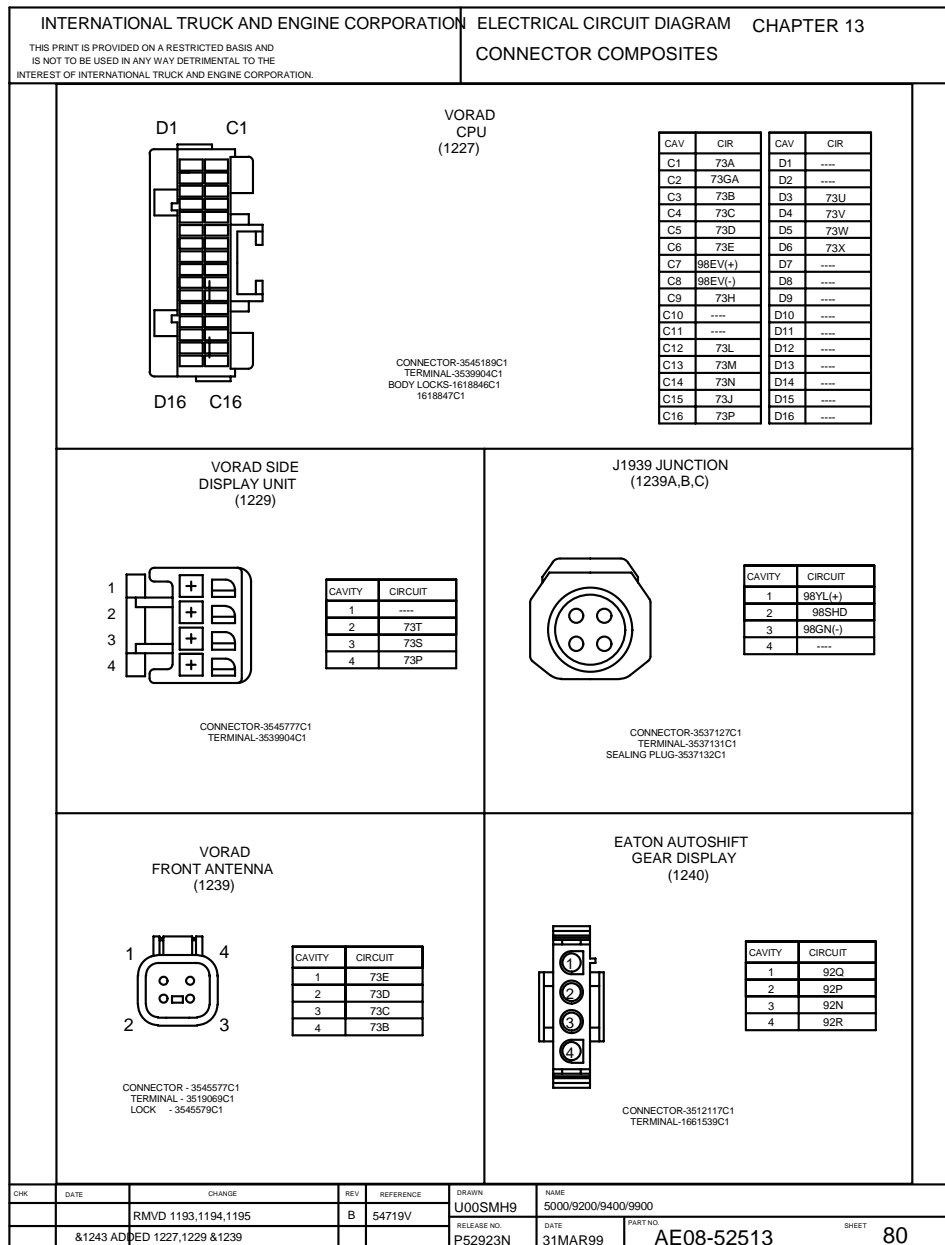 INTERNATIONAL TRUCK AND ENGINE CORPORATION
THIS PRINT IS PROVIDED ON A RESTRICTED BASIS AND
IS NOT TO BE USED IN ANY WAY DETRIMENTAL TO THE
INTEREST OF INTERNATIONAL TRUCK AND ENGINE CORPORATION.
ELECTRICAL CIRCUIT DIAGRAM CHAPTER 13
CONNECTOR COMPOSITES
VORAD
CPU
(1227)
D1 C1
D16 C16
CONNECTOR-3545189C1
TERMINAL-3539904C1
BODY LOCKS-1618846C1
1618847C1
CAV CIR CAV CIR
C1 73A D1 ----
C2 73GA D2 ----
C3 73B D3 73U
C4 73C D4 73V
C5 73D D5 73W
C6 73E D6 73X
C7 98EV(+) D7 ----
C8 98EV(-) D8 ----
C9 73H D9 ----
C10 ---- D10 ----
C11 ---- D11 ----
C12 73L D12 ----
C13 73M D13 ----
C14 73N D14 ----
C15 73J D15 ----
C16 73P D16 ----
VORAD SIDE
DISPLAY UNIT
(1229)
1
2
3
4
CAVITY CIRCUIT
1 ----
2 73T
3 73S
4 73P
CONNECTOR-3545777C1
TERMINAL-3539904C1
J1939 JUNCTION
(1239A,B,C)
CAVITY CIRCUIT
1 98YL(+)
2 98SHD
3 98GN(-)
4 ----
CONNECTOR-3537127C1
TERMINAL-3537131C1
SEALING PLUG-3537132C1
VORAD
FRONT ANTENNA
(1239)
1 4
2 3
CAVITY CIRCUIT
1 73E
2 73D
3 73C
4 73B
CONNECTOR - 3545577C1
TERMINAL - 3519069C1
LOCK - 3545579C1
EATON AUTOSHIFT
GEAR DISPLAY
(1240)
1
2
3
4
CAVITY CIRCUIT
1 92Q
2 92P
3 92N
4 92R
CONNECTOR-3512117C1
TERMINAL-1661539C1
CHK DATE CHANGE REV REFERENCE
RMVD 1193,1194,1195 B 54719V
&1243 ADDED 1227,1229 &1239
DRAWN
U00SMH9
NAME
5000/9200/9400/9900
RELEASE NO.
P52923N
DATE
31MAR99
PART NO.
AE08-52513
SHEET
80